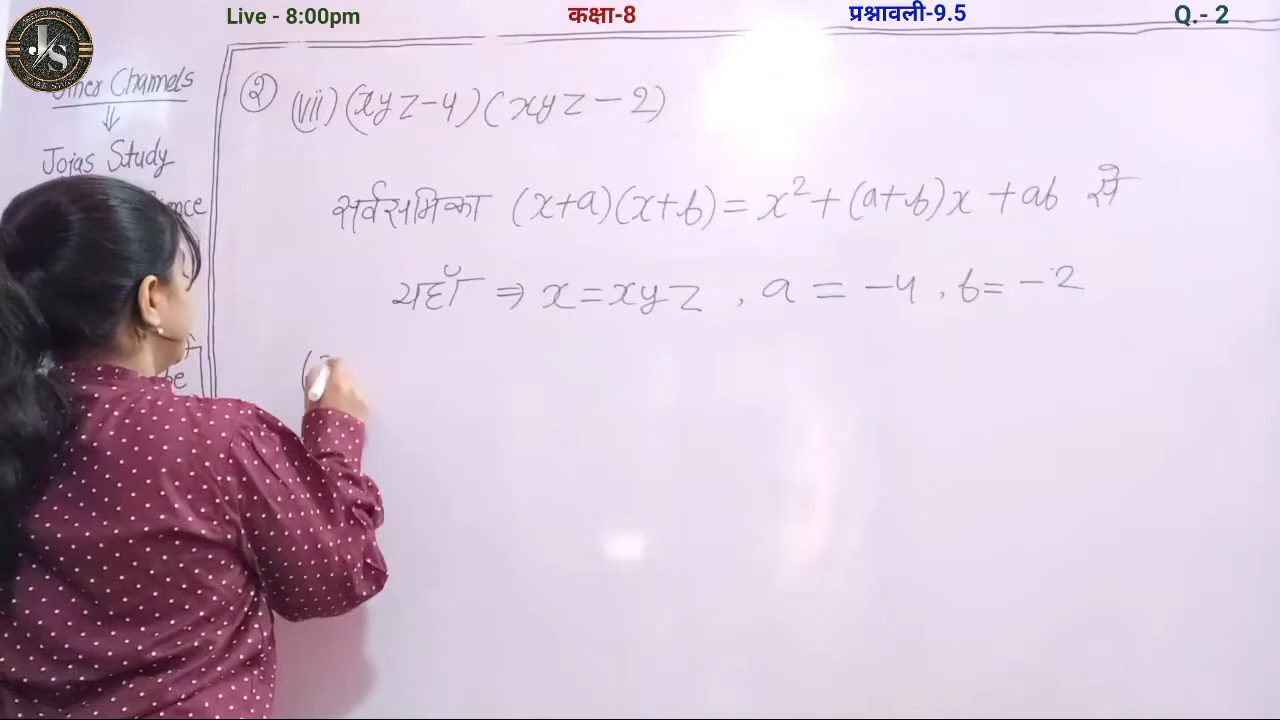 Live - 8:00pm कक्षा-8 प्रश्नावली-9.5 Q.- 2
JS
Other Channels
⇓
Jojas Study
② (vii) (xyz-4)(xyz-2)
सर्वसमिका (x+a)(x+b)=x²+(a+b)x+ab से
यहाँ ⇒ x=xyz, a=-4, b=-2